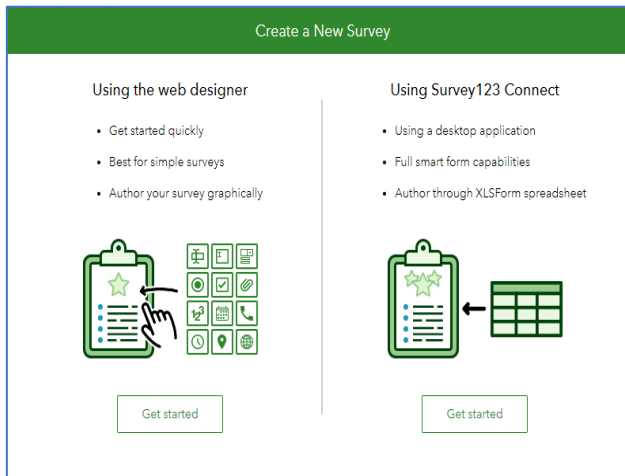 Create a New Survey
Using the web designer
• Get started quickly
• Best for simple surveys
• Author your survey graphically
Get started
Using Survey123 Connect
• Using a desktop application
• Full smart form capabilities
• Author through XLSForm spreadsheet
Get started